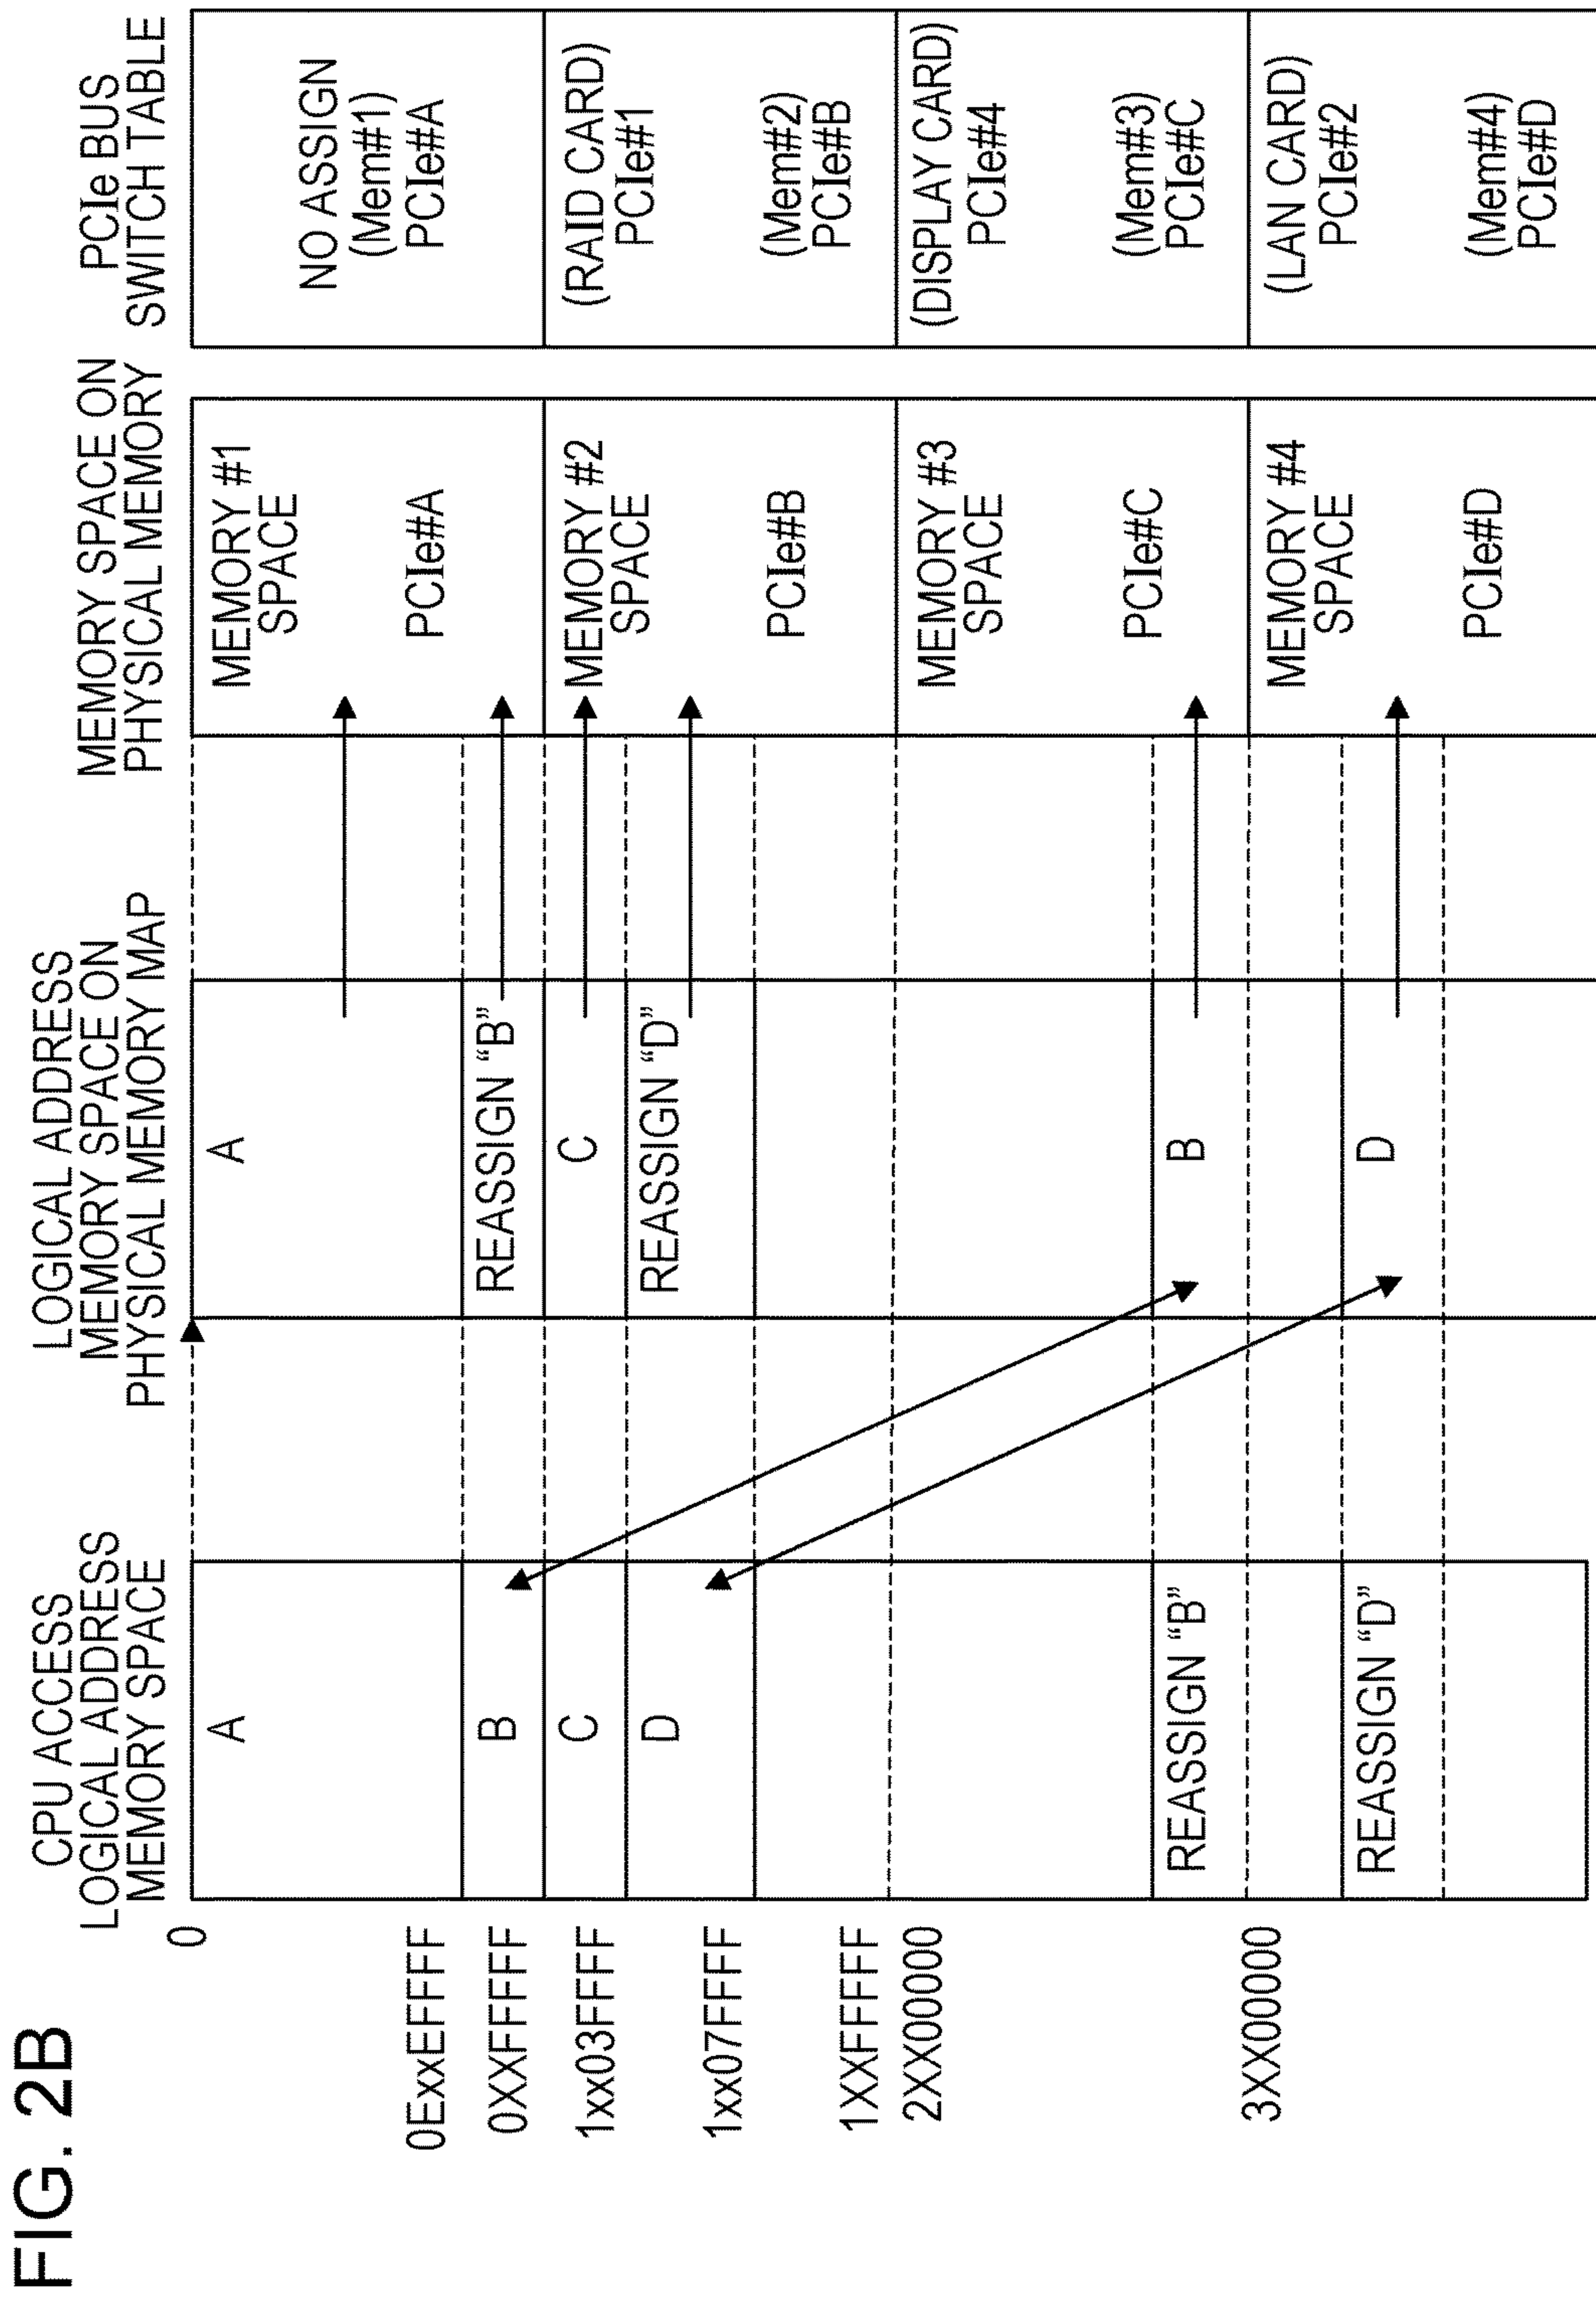 FIG. 2B
CPU ACCESS
LOGICAL ADDRESS
MEMORY SPACE
LOGICAL ADDRESS
MEMORY SPACE ON
PHYSICAL MEMORY MAP
MEMORY SPACE ON
PHYSICAL MEMORY
PCIe BUS
SWITCH TABLE
0
0ExxEFFFF
0XXFFFFF
1xx03FFFF
1xx07FFFF
1XXFFFFF
2XX00000
3XX00000
A
B
C
D
REASSIGN “B”
REASSIGN “D”
A
REASSIGN “B”
C
REASSIGN “D”
B
D
MEMORY #1
SPACE
PCIe#A
MEMORY #2
SPACE
PCIe#B
MEMORY #3
SPACE
PCIe#C
MEMORY #4
SPACE
PCIe#D
NO ASSIGN
(Mem#1)
PCIe#A
(RAID CARD)
PCIe#1
(Mem#2)
PCIe#B
(DISPLAY CARD)
PCIe#4
(Mem#3)
PCIe#C
(LAN CARD)
PCIe#2
(Mem#4)
PCIe#D